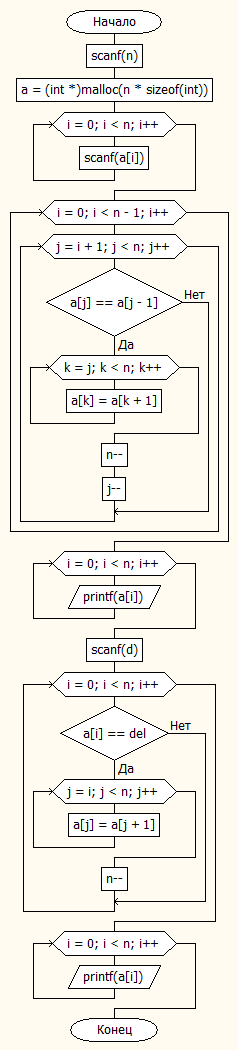 Начало
scanf(n)
a = (int *)malloc(n * sizeof(int))
i = 0; i < n; i++
scanf(a[i])
i = 0; i < n - 1; i++
j = i + 1; j < n; j++
a[j] == a[j - 1]
Нет
Да
k = j; k < n; k++
a[k] = a[k + 1]
n--
j--
i = 0; i < n; i++
printf(a[i])
scanf(d)
i = 0; i < n; i++
a[i] == del
Нет
Да
j = i; j < n; j++
a[j] = a[j + 1]
n--
i = 0; i < n; i++
printf(a[i])
Конец